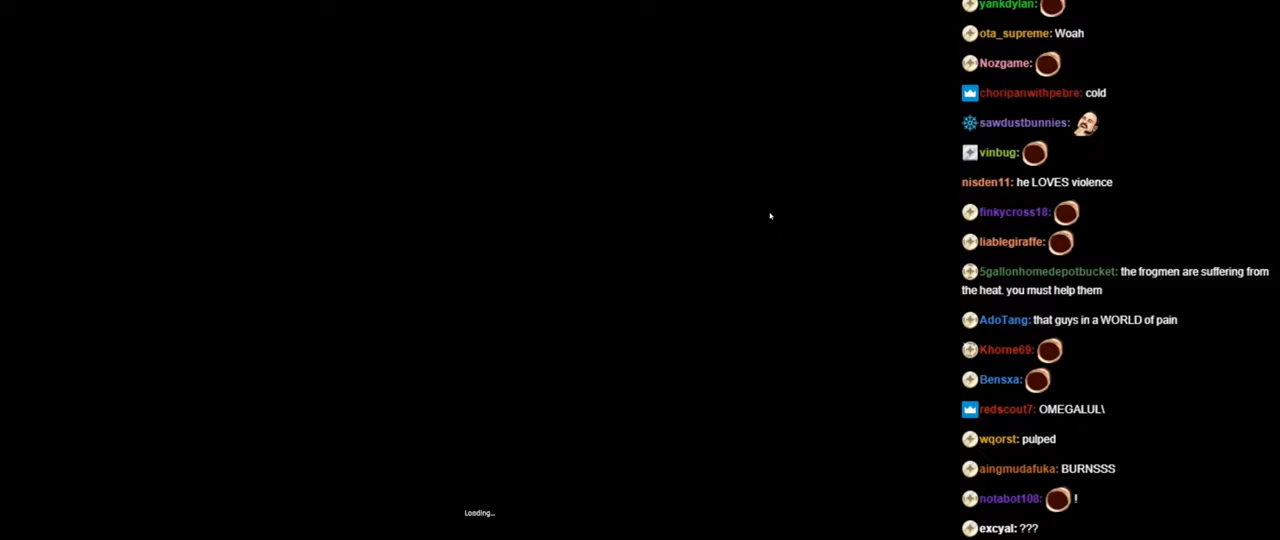 yankdylan:
ota_supreme: Woah
Nozgame:
choripanwithpebre: cold
sawdustbunnies:
vinbug:
nisden11: he LOVES violence
finkycross18:
liablegiraffe:
5gallonhomedepotbucket: the frogmen are suffering from
the heat. you must help them
AdoTang: that guys in a WORLD of pain
Khorne69:
Bensxa:
redscout7: OMEGALUL\
wqorst: pulped
aingmudafuka: BURNSSS
notabot108: !
Loading...
excyal: ???